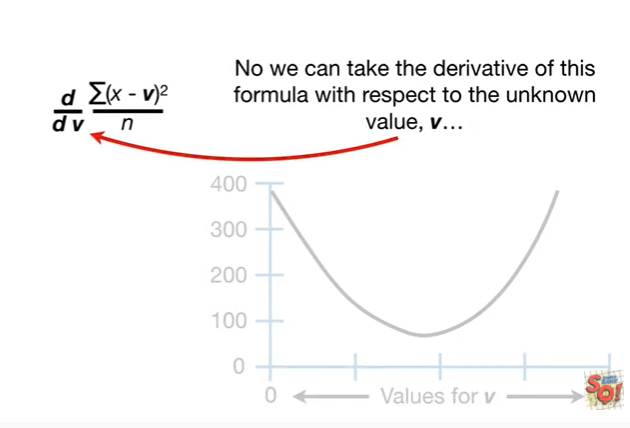 No we can take the derivative of this
formula with respect to the unknown
value, v...
d/dv Σ(x - v)²/n
400
300
200
100
0
0
Values for v
SQ!